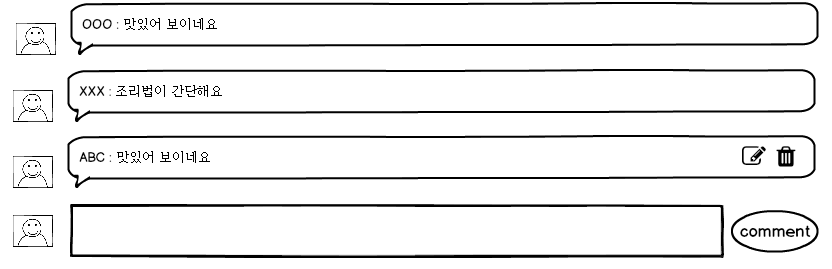 OOO : 맛있어 보이네요
XXX : 조리법이 간단해요
ABC : 맛있어 보이네요
comment